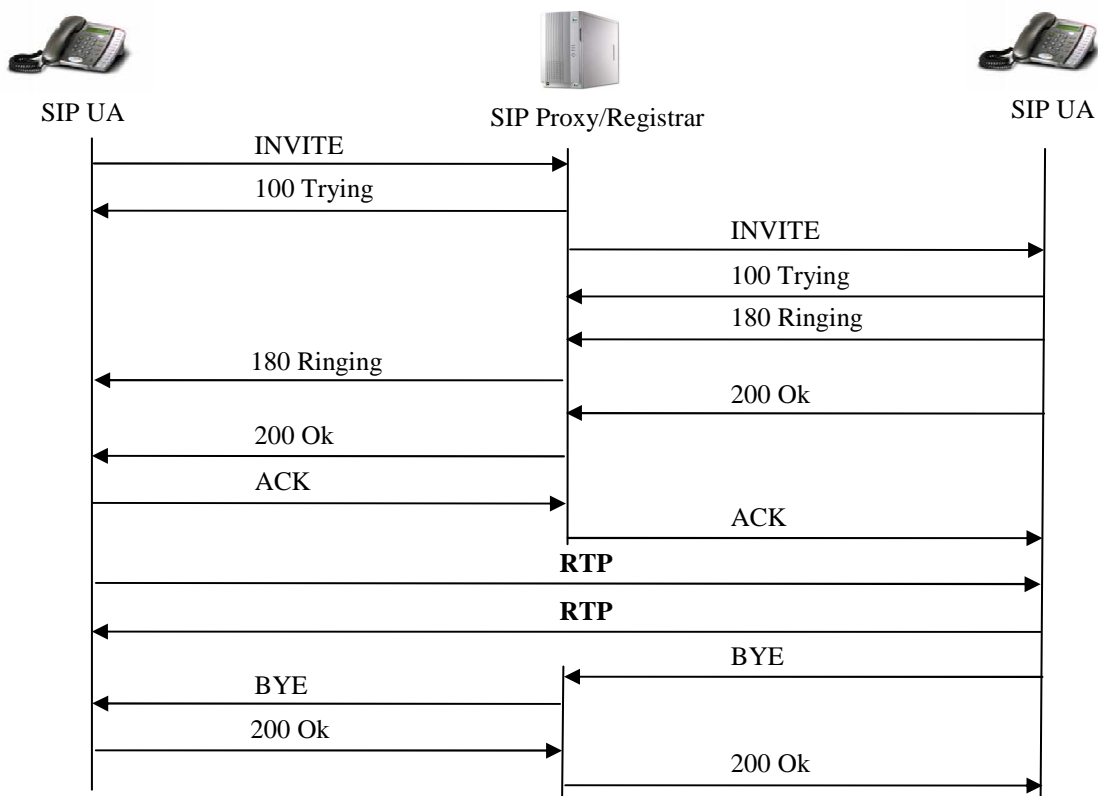 SIP UA
SIP Proxy/Registrar
SIP UA
INVITE
100 Trying
INVITE
100 Trying
180 Ringing
180 Ringing
200 Ok
200 Ok
ACK
ACK
RTP
RTP
BYE
BYE
200 Ok
200 Ok